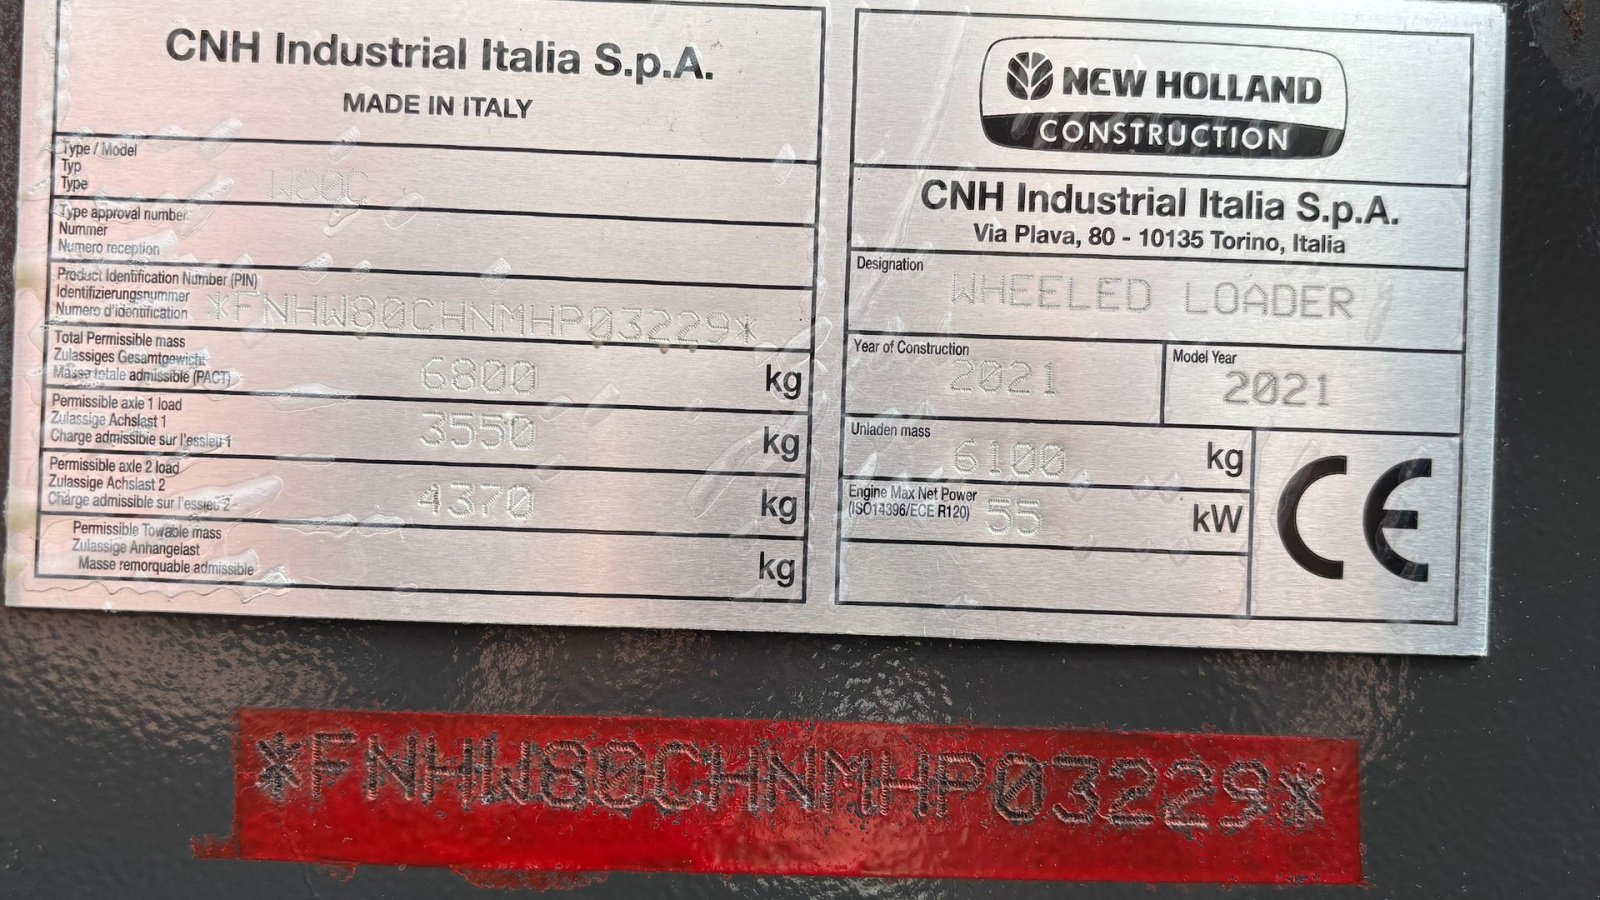 CNH Industrial Italia S.p.A.
MADE IN ITALY
Type / Model
Typ
Type
W80C
Type approval number
Nummer
Numero reception
Product Identification Number (PIN)
Identifizierungsnummer
Numero d'identification
*FNHW80CHNMHP03229*
Total Permissible mass
Zulassiges Gesamtgewicht
Masse totale admissible (PACT)
6800 kg
Permissible axle 1 load
Zulassige Achslast 1
Charge admissible sur l'essieu 1
3550 kg
Permissible axle 2 load
Zulassige Achslast 2
Charge admissible sur l'essieu 2
4370 kg
Permissible Towable mass
Zulassige Anhangelast
Masse remorquable admissible
kg
NEW HOLLAND
CONSTRUCTION
CNH Industrial Italia S.p.A.
Via Plava, 80 - 10135 Torino, Italia
Designation
WHEELED LOADER
Year of Construction
2021
Model Year
2021
Unladen mass
6100 kg
Engine Max Net Power
(ISO14396/ECE R120)
55 kW
CE
*FNHW80CHNMHP03229*